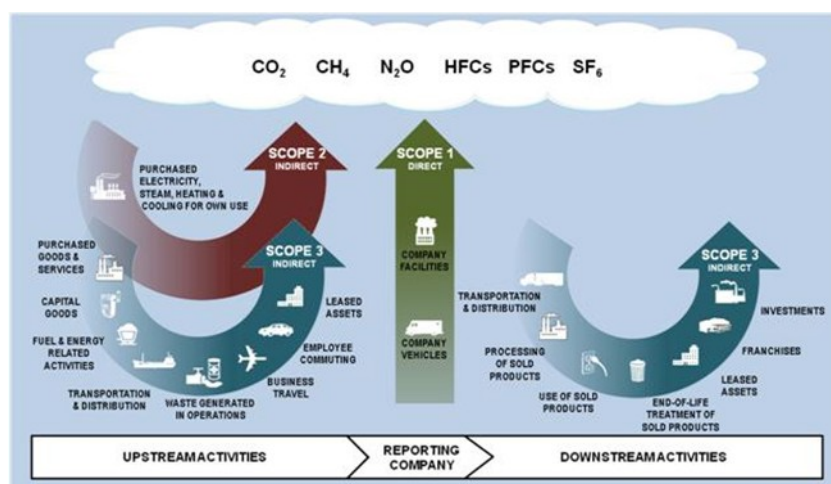 CO₂ CH₄ N₂O HFCs PFCs SF₆
SCOPE 2
INDIRECT
PURCHASED
ELECTRICITY,
STEAM, HEATING &
COOLING FOR OWN USE
SCOPE 3
INDIRECT
PURCHASED
GOODS &
SERVICES
CAPITAL
GOODS
FUEL & ENERGY
RELATED
ACTIVITIES
TRANSPORTATION
& DISTRIBUTION
WASTE GENERATED
IN OPERATIONS
BUSINESS
TRAVEL
EMPLOYEE
COMMUTING
LEASED
ASSETS
SCOPE 1
DIRECT
COMPANY
FACILITIES
COMPANY
VEHICLES
SCOPE 3
INDIRECT
TRANSPORTATION
& DISTRIBUTION
PROCESSING
OF SOLD
PRODUCTS
USE OF SOLD
PRODUCTS
END-OF-LIFE
TREATMENT OF
SOLD PRODUCTS
LEASED
ASSETS
FRANCHISES
INVESTMENTS
UPSTREAMACTIVITIES
REPORTING
COMPANY
DOWNSTREAMACTIVITIES